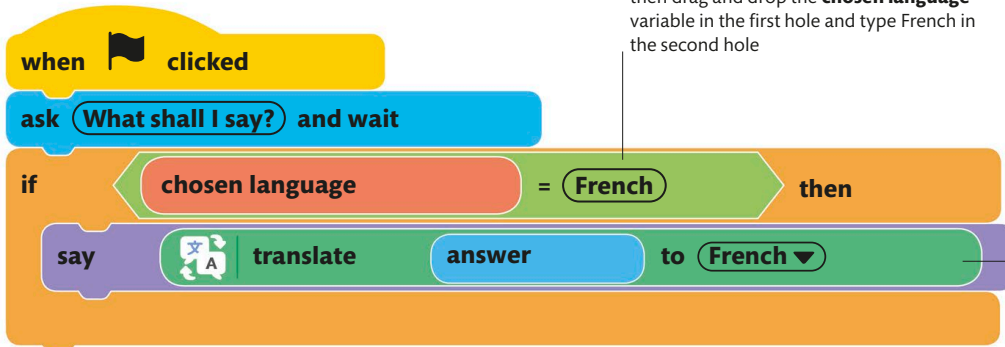 then drag and drop the chosen language
variable in the first hole and type French in
the second hole
when clicked
ask What shall I say? and wait
if chosen language = French then
say 文 A translate answer to French